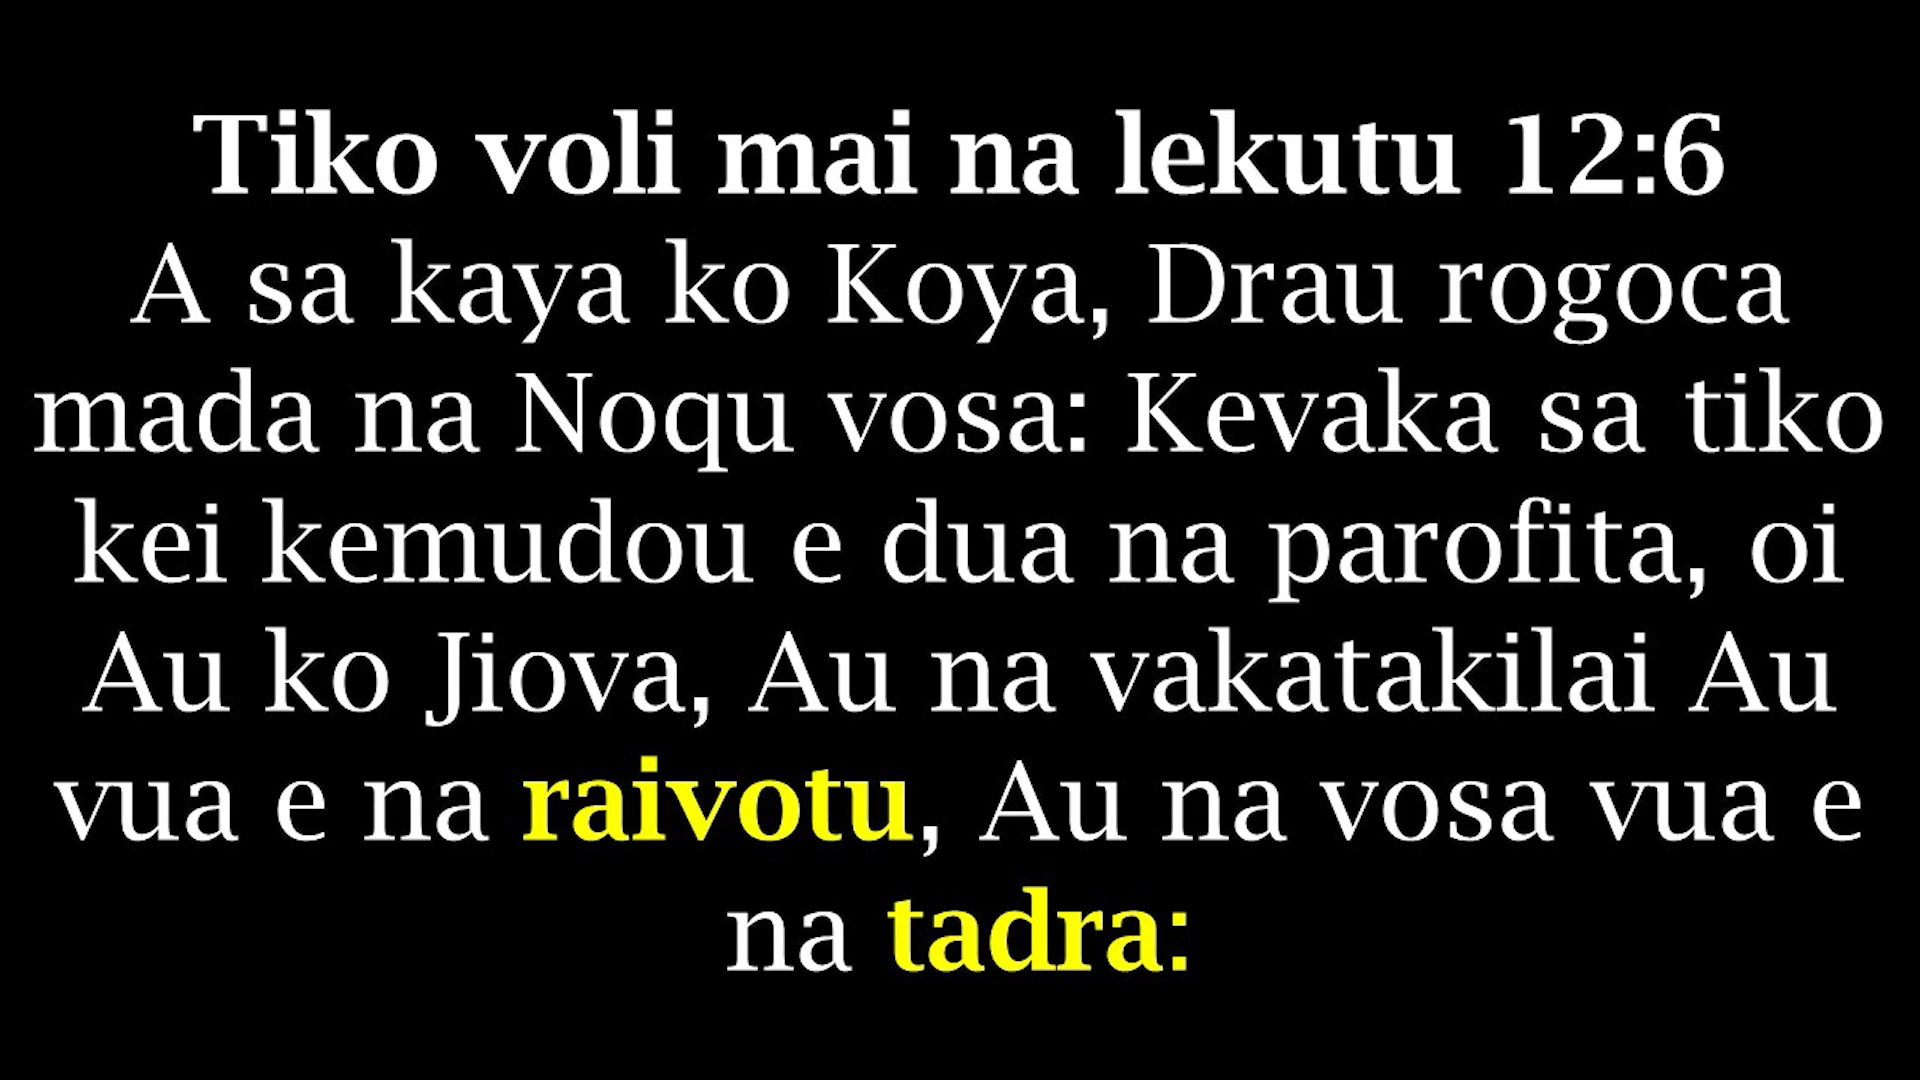 Tiko voli mai na lekutu 12:6
A sa kaya ko Koya, Drau rogoca
mada na Noqu vosa: Kevaka sa tiko
kei kemudou e dua na parofita, oi
Au ko Jiova, Au na vakatakilai Au
vua e na raivotu, Au na vosa vua e
na tadra: